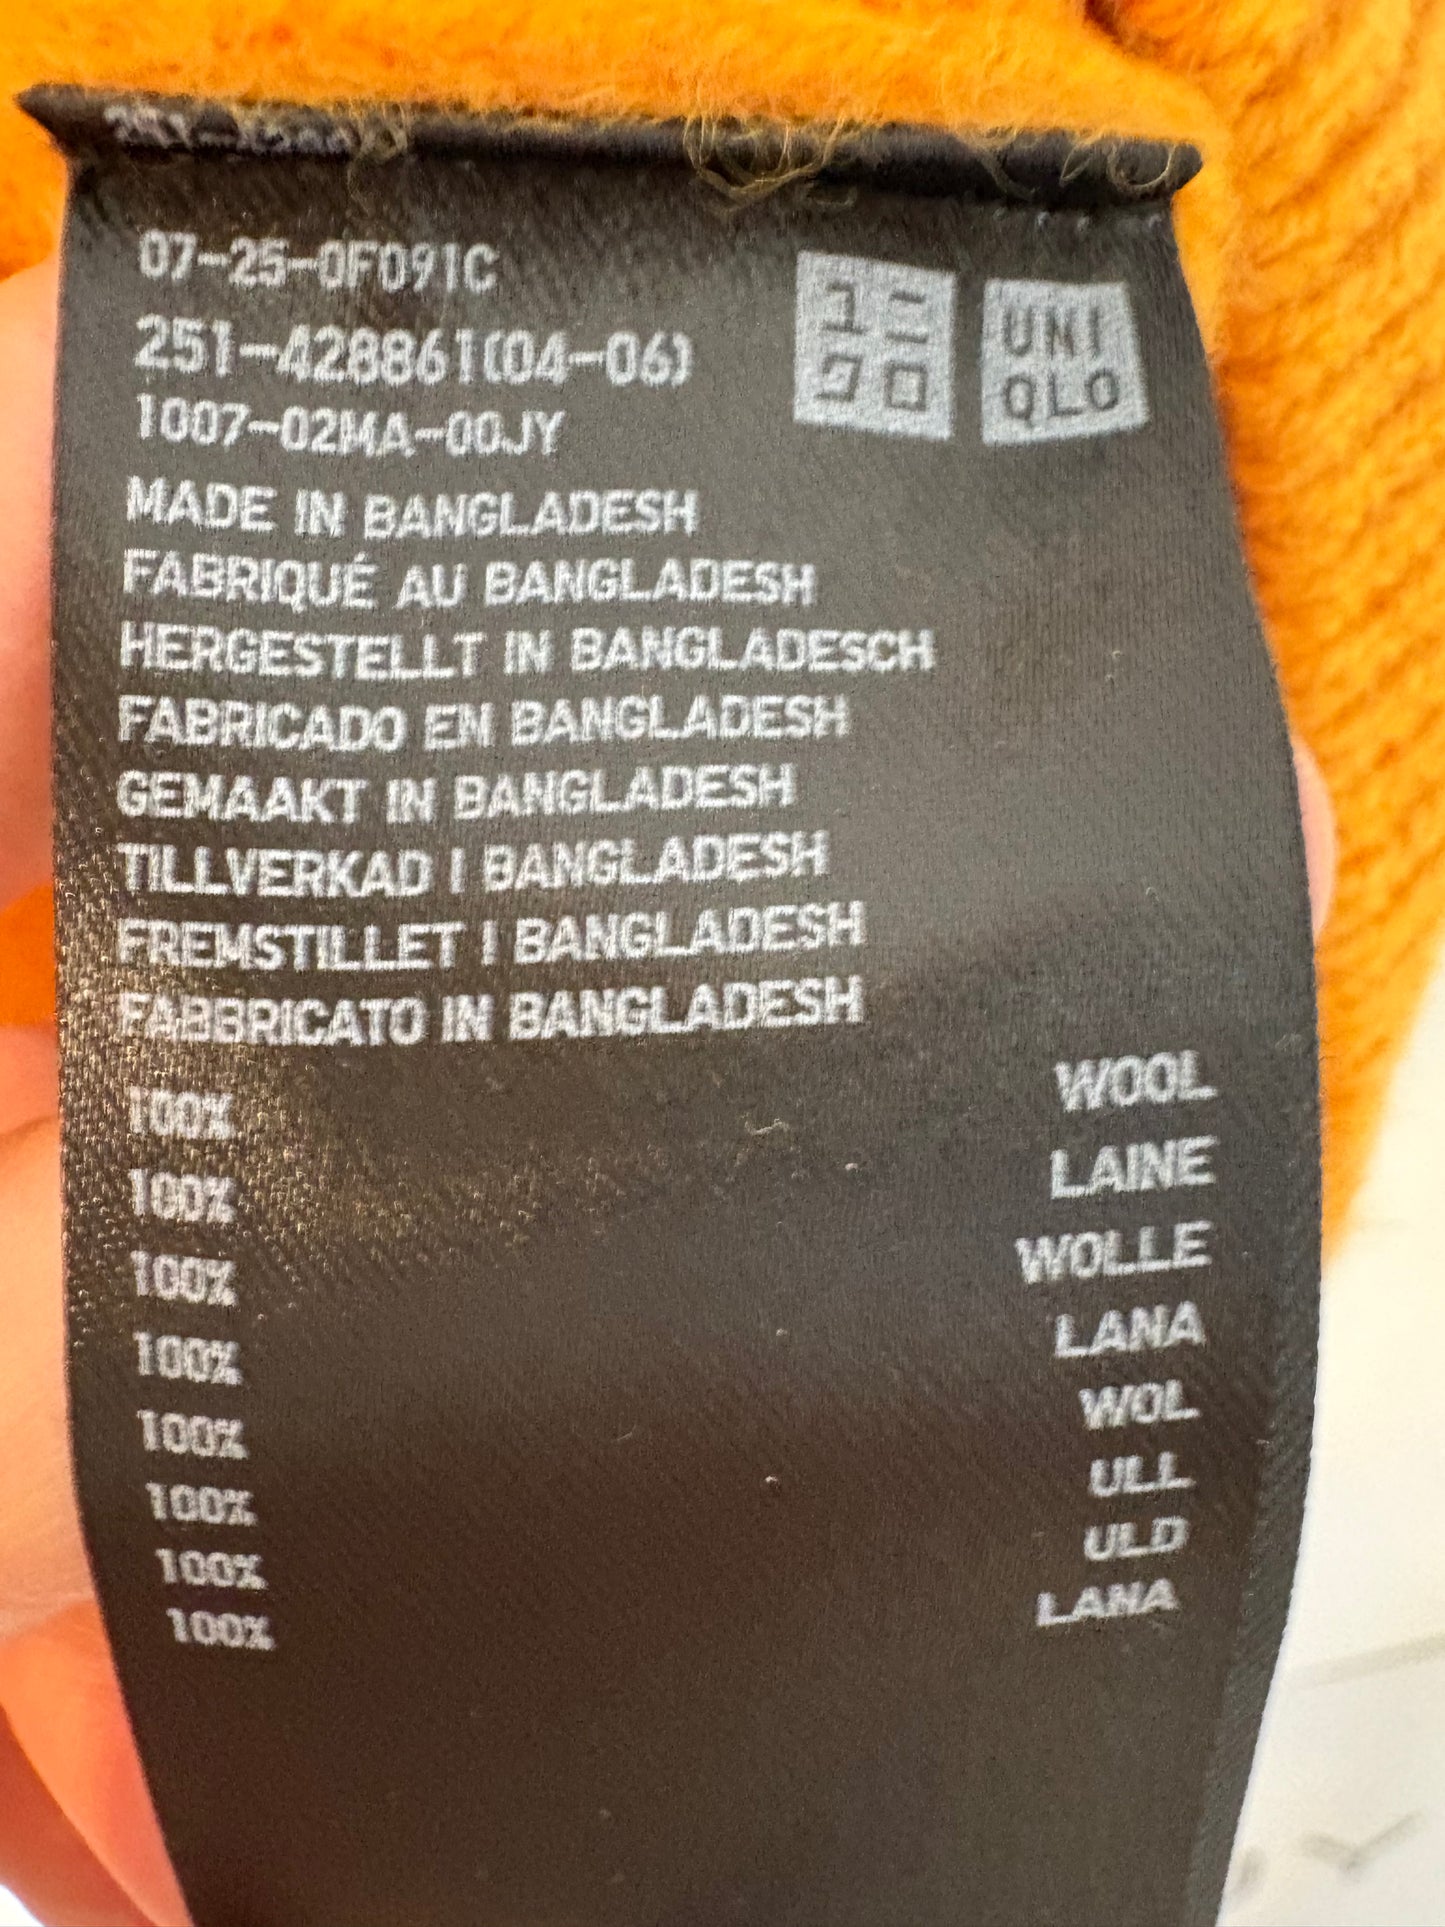 07-25-0F091C
251-428861(04-06)
1007-02MA-00JY
ユニ
クロ
UNI
QLO
MADE IN BANGLADESH
FABRIQUÉ AU BANGLADESH
HERGESTELLT IN BANGLADESCH
FABRICADO EN BANGLADESH
GEMAAKT IN BANGLADESH
TILLVERKAD I BANGLADESH
FREMSTILLET I BANGLADESH
FABBRICATO IN BANGLADESH
100% WOOL
100% LAINE
100% WOLLE
100% LANA
100% WOL
100% ULL
100% ULD
100% LANA